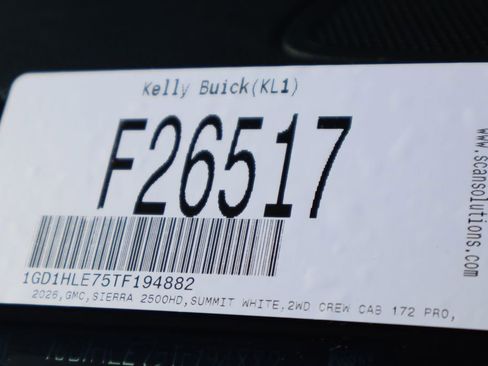 Kelly Buick(KL1)
F26517
www.scansolutions.com
1GD1HLE75TF194882
2026,GMC,SIERRA 2500HD,SUMMIT WHITE,2WD CREW CAB 172 PRO,